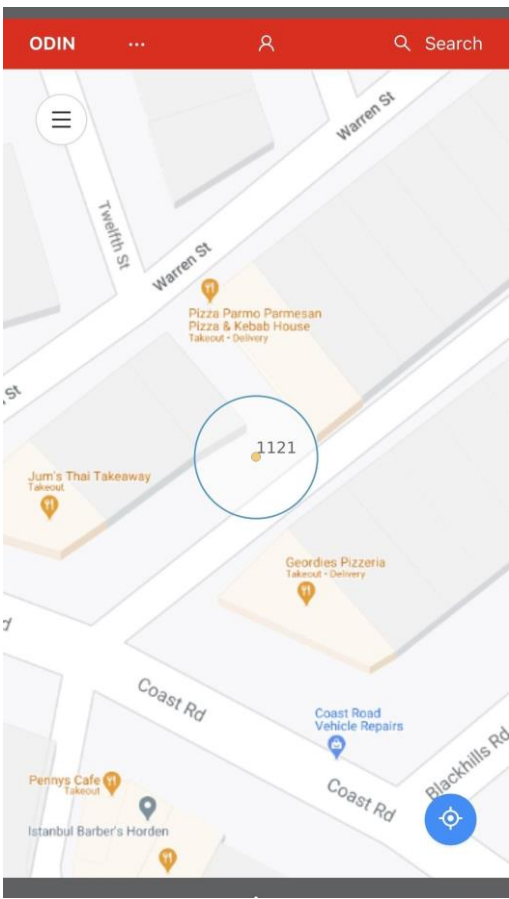 ODIN ... Search
Warren St
Twelfth St
Warren St
Pizza Parmo Parmesan
Pizza & Kebab House
Takeout • Delivery
St
1121
Jum's Thai Takeaway
Takeout
Geordies Pizzeria
Takeout • Delivery
Coast Rd
Coast Road
Vehicle Repairs
Blackhills Rd
Pennys Cafe
Takeout
Coast Rd
Istanbul Barber's Horden